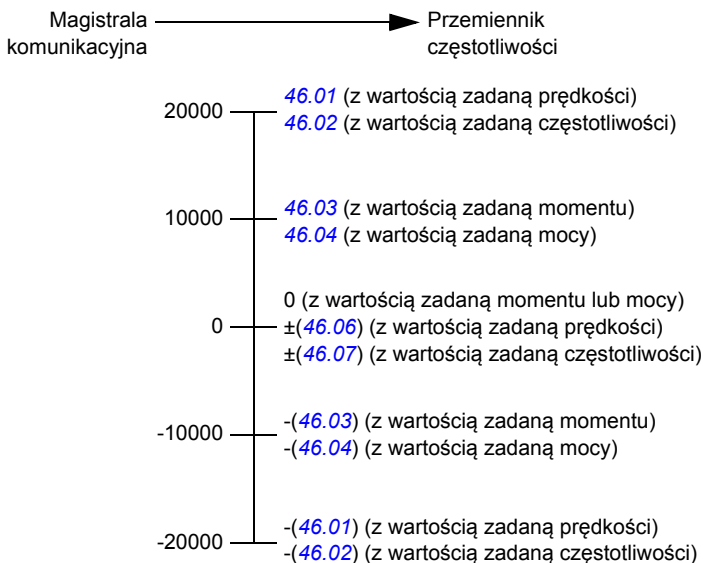 Magistrala
komunikacyjna
Przemiennik
częstotliwości
20000
46.01 (z wartością zadaną prędkości)
46.02 (z wartością zadaną częstotliwości)
10000
46.03 (z wartością zadaną momentu)
46.04 (z wartością zadaną mocy)
0 (z wartością zadaną momentu lub mocy)
0
±(46.06) (z wartością zadaną prędkości)
±(46.07) (z wartością zadaną częstotliwości)
-10000
-(46.03) (z wartością zadaną momentu)
-(46.04) (z wartością zadaną mocy)
-20000
-(46.01) (z wartością zadaną prędkości)
-(46.02) (z wartością zadaną częstotliwości)